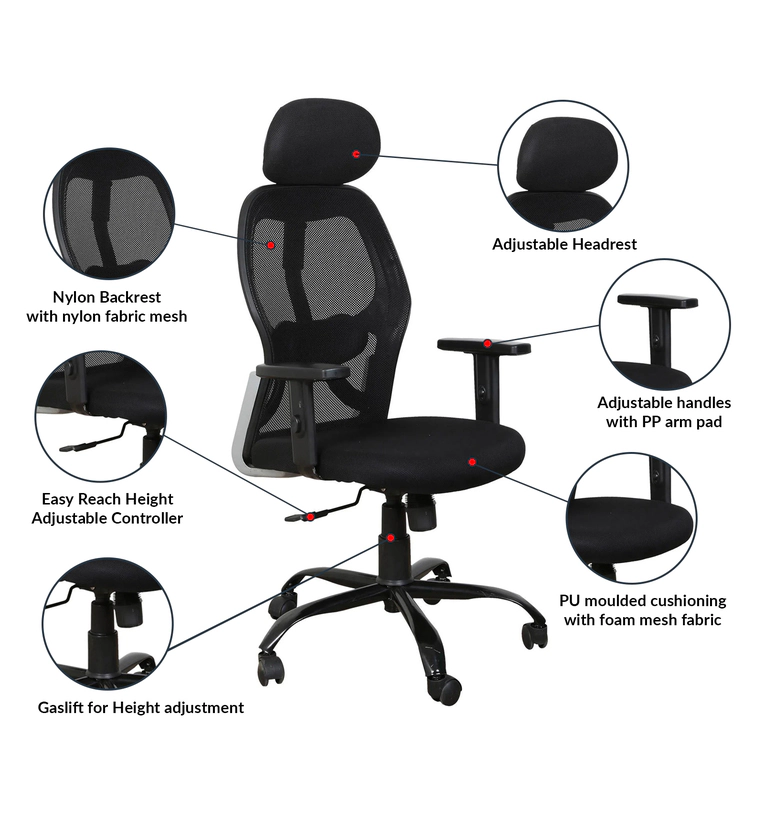 Adjustable Headrest
Nylon Backrest
with nylon fabric mesh
Adjustable handles
with PP arm pad
Easy Reach Height
Adjustable Controller
PU moulded cushioning
with foam mesh fabric
Gaslift for Height adjustment